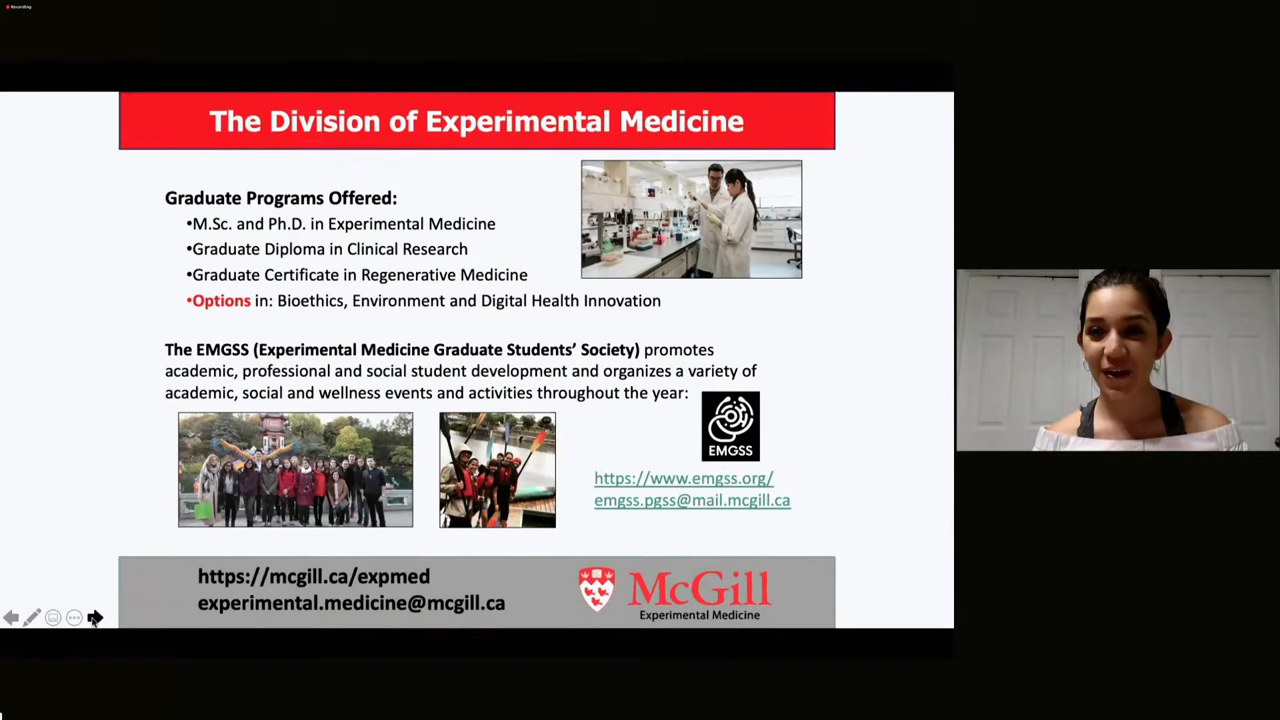 Recording
The Division of Experimental Medicine
Graduate Programs Offered:
•M.Sc. and Ph.D. in Experimental Medicine
•Graduate Diploma in Clinical Research
•Graduate Certificate in Regenerative Medicine
•Options in: Bioethics, Environment and Digital Health Innovation
The EMGSS (Experimental Medicine Graduate Students’ Society) promotes
academic, professional and social student development and organizes a variety of
academic, social and wellness events and activities throughout the year:
EMGSS
https://www.emgss.org/
emgss.pgss@mail.mcgill.ca
https://mcgill.ca/expmed
experimental.medicine@mcgill.ca
McGill
Experimental Medicine